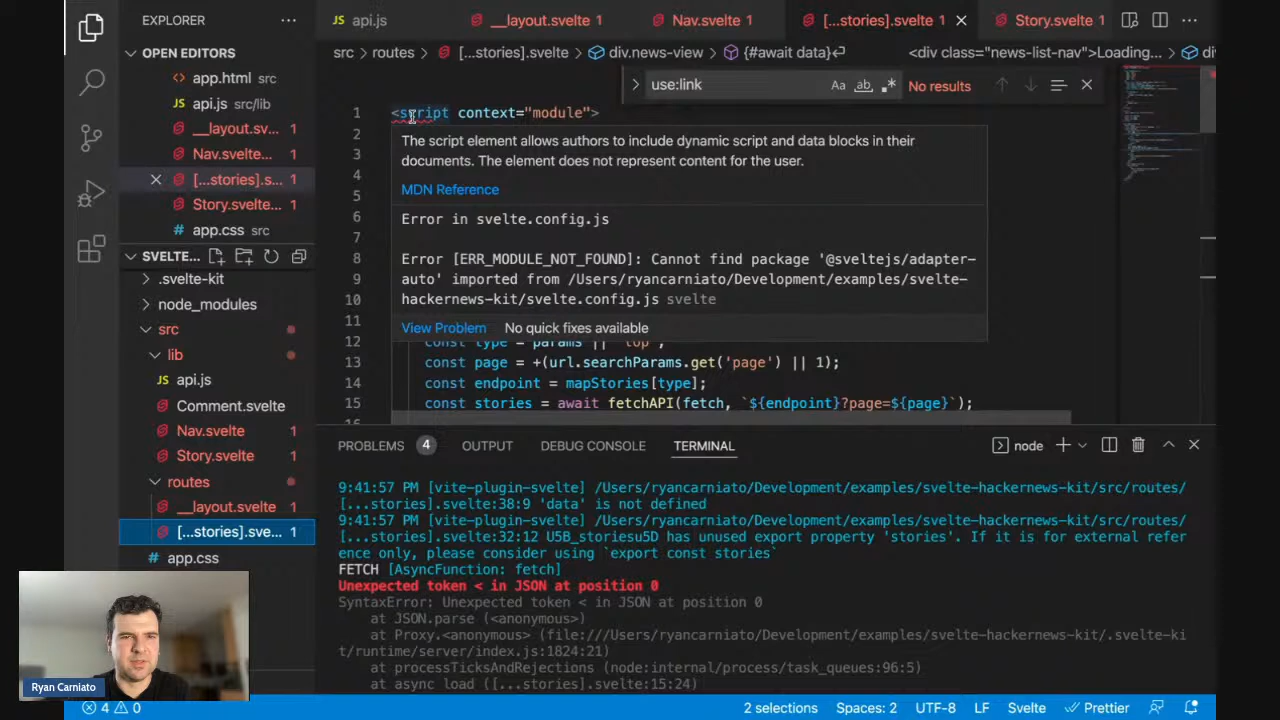 EXPLORER
api.js
__layout.svelte 1
Nav.svelte 1
[...stories].svelte 1
Story.svelte 1
OPEN EDITORS
src
routes
[...stories].svelte
div.news-view
{#await data}↩
<div class="news-list-nav">Loading...
app.html src
api.js src/lib
__layout.sv... 1
Nav.svelte... 1
[...stories].s... 1
Story.svelte... 1
app.css src
use:link
No results
SVELTE...
.svelte-kit
node_modules
src
lib
api.js
Comment.svelte
Nav.svelte 1
Story.svelte 1
routes
__layout.svelte 1
[...stories].sve... 1
app.css
1 <script context="module">
2
3
4
5
6
7
8
9
10
11
The script element allows authors to include dynamic script and data blocks in their
documents. The element does not represent content for the user.
MDN Reference
Error in svelte.config.js
Error [ERR_MODULE_NOT_FOUND]: Cannot find package '@sveltejs/adapter-
auto' imported from /Users/ryancarniato/Development/examples/svelte-
hackernews-kit/svelte.config.js svelte
View Problem No quick fixes available
12 const type = params || 'top';
13 const page = +(url.searchParams.get('page') || 1);
14 const endpoint = mapStories[type];
15 const stories = await fetchAPI(fetch, `${endpoint}?page=${page}`);
PROBLEMS 4 OUTPUT DEBUG CONSOLE TERMINAL
node
9:41:57 PM [vite-plugin-svelte] /Users/ryancarniato/Development/examples/svelte-hackernews-kit/src/routes/
[...stories].svelte:38:9 'data' is not defined
9:41:57 PM [vite-plugin-svelte] /Users/ryancarniato/Development/examples/svelte-hackernews-kit/src/routes/
[...stories].svelte:32:12 U5B_storiesu5D has unused export property 'stories'. If it is for external refer
ence only, please consider using `export const stories`
FETCH [AsyncFunction: fetch]
Unexpected token < in JSON at position 0
SyntaxError: Unexpected token < in JSON at position 0
at JSON.parse (<anonymous>)
at Proxy.<anonymous> (file:///Users/ryancarniato/Development/examples/svelte-hackernews-kit/.svelte-ki
t/runtime/server/index.js:1824:21)
at processTicksAndRejections (node:internal/process/task_queues:96:5)
at async load ([...stories].svelte:15:24)
Ryan Carniato
4 0
2 selections Spaces: 2 UTF-8 LF Svelte Prettier